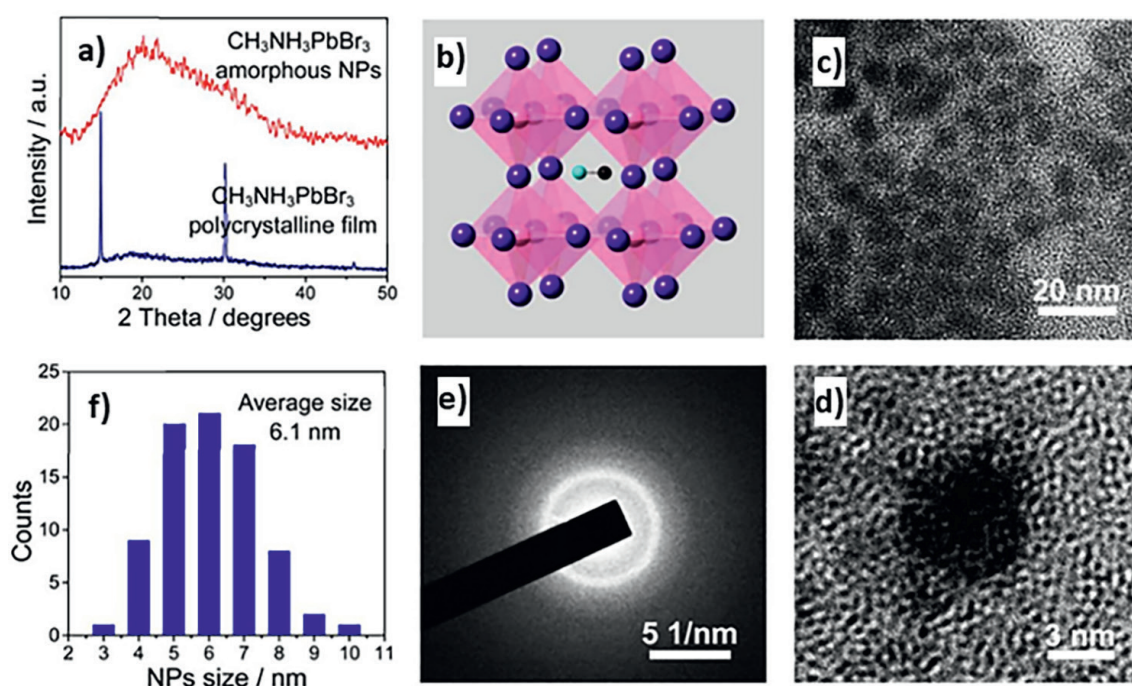 a)
CH₃NH₃PbBr₃
amorphous NPs
CH₃NH₃PbBr₃
polycrystalline film
Intensity / a.u.
10 20 30 40 50
2 Theta / degrees
b)
c)
20 nm
f)
Average size
6.1 nm
25
20
15
10
5
0
Counts
2 3 4 5 6 7 8 9 10 11
NPs size / nm
e)
5 1/nm
d)
3 nm